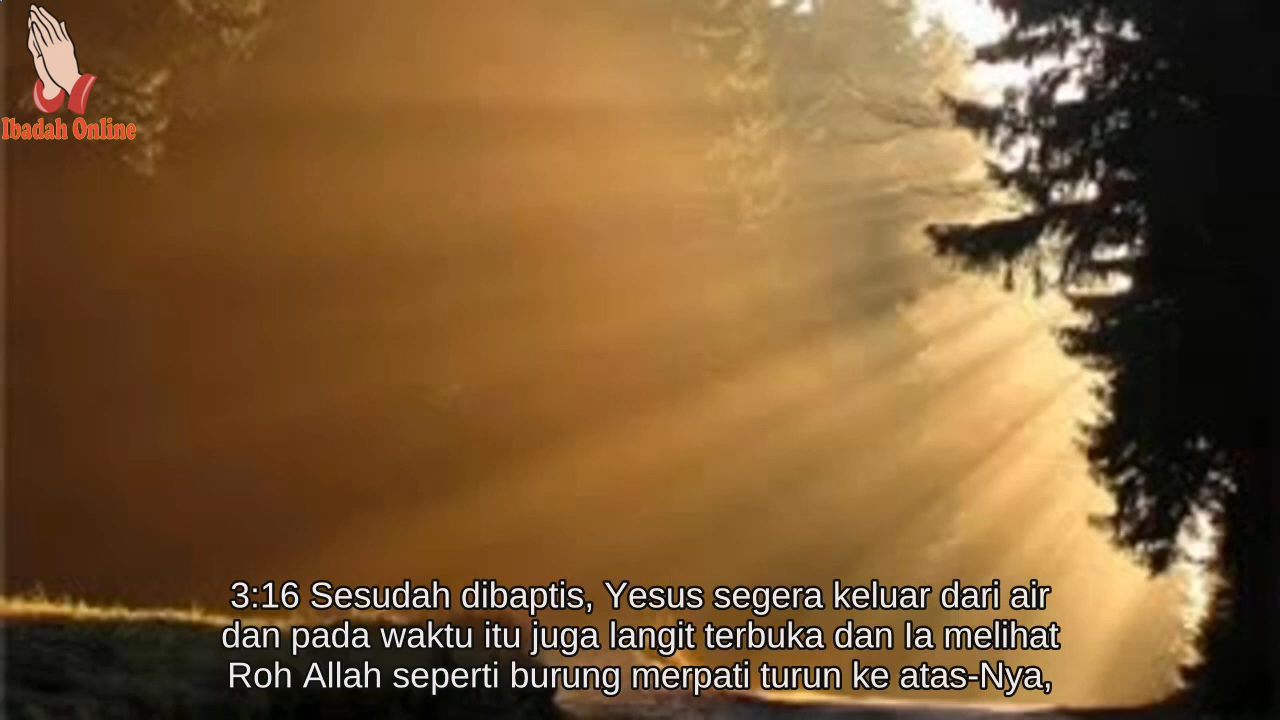 Ibadah Online
3:16 Sesudah dibaptis, Yesus segera keluar dari air
dan pada waktu itu juga langit terbuka dan Ia melihat
Roh Allah seperti burung merpati turun ke atas-Nya,